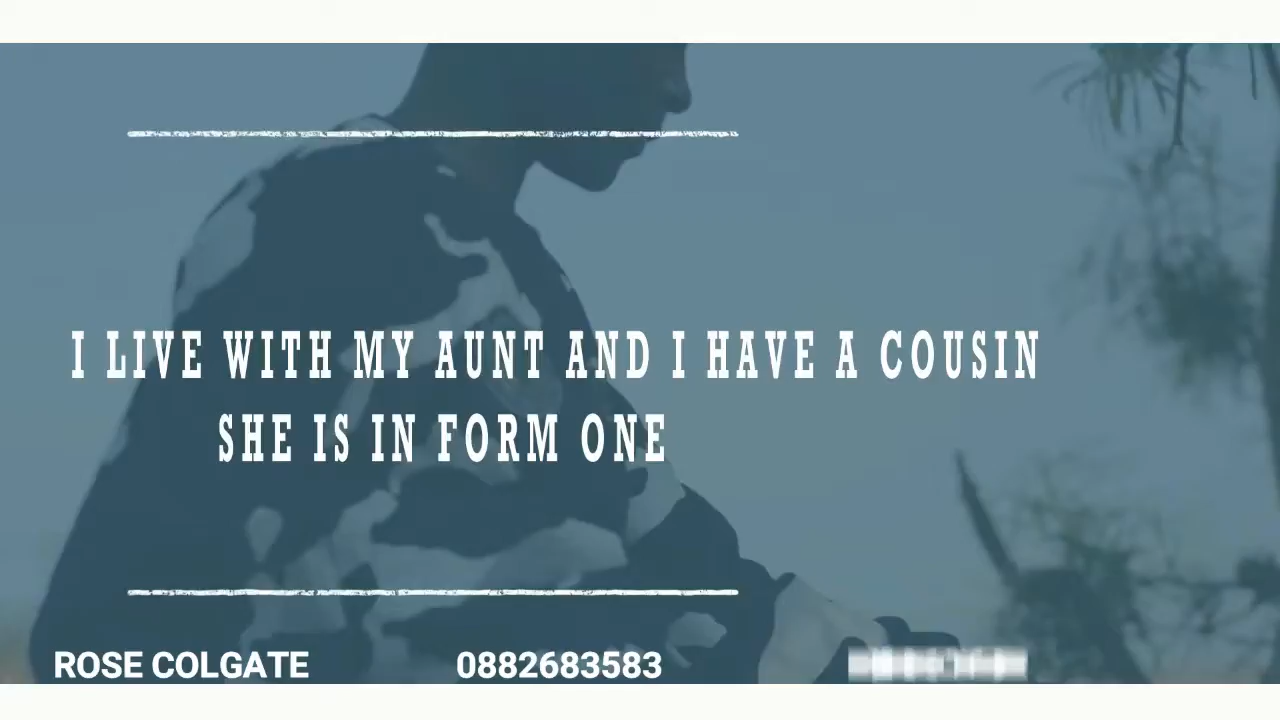 I LIVE WITH MY AUNT AND I HAVE A COUSIN
SHE IS IN FORM ONE
ROSE COLGATE 0882683583